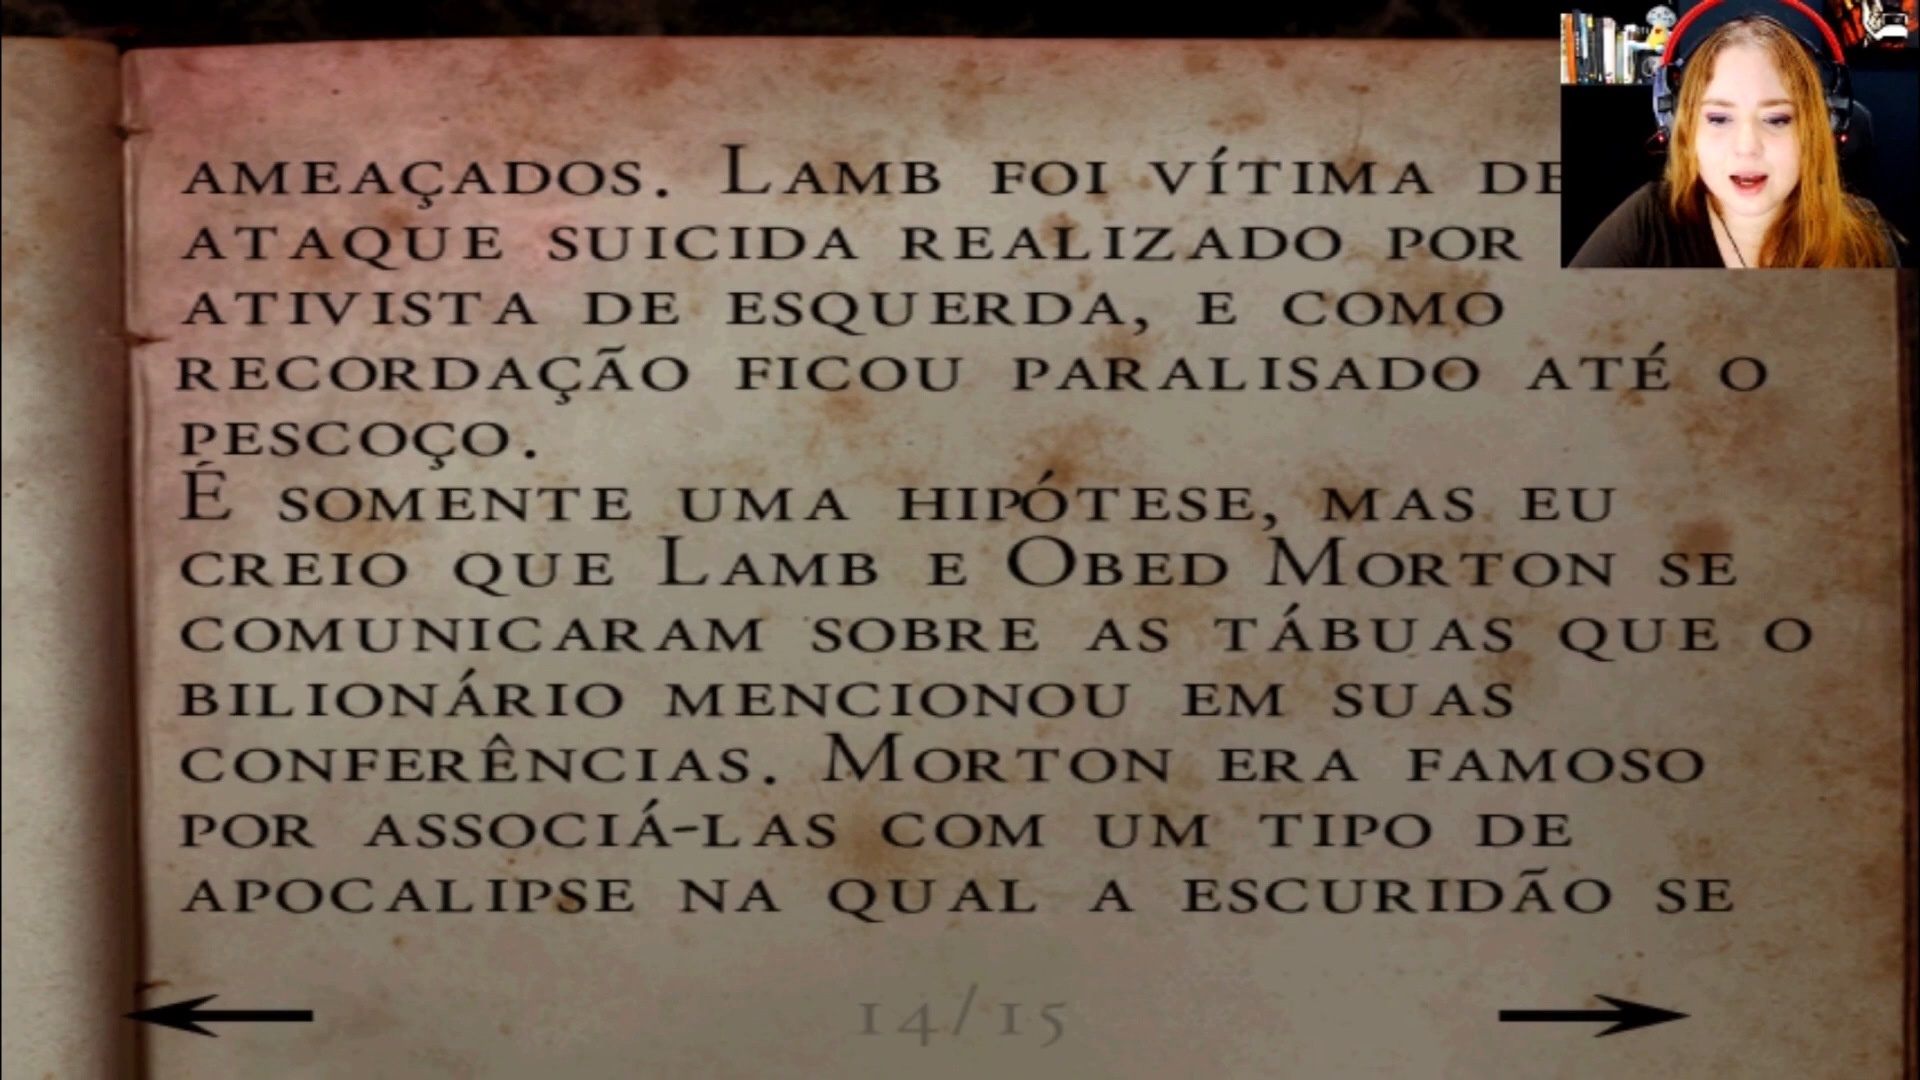 AMEAÇADOS. LAMB FOI VÍTIMA DE
ATAQUE SUICIDA REALIZADO POR
ATIVISTA DE ESQUERDA, E COMO
RECORDAÇÃO FICOU PARALISADO ATÉ O
PESCOÇO.
É SOMENTE UMA HIPÓTESE, MAS EU
CREIO QUE LAMB E OBED MORTON SE
COMUNICARAM SOBRE AS TÁBUAS QUE O
BILIONÁRIO MENCIONOU EM SUAS
CONFERÊNCIAS. MORTON ERA FAMOSO
POR ASSOCIÁ-LAS COM UM TIPO DE
APOCALIPSE NA QUAL A ESCURIDÃO SE
14/15